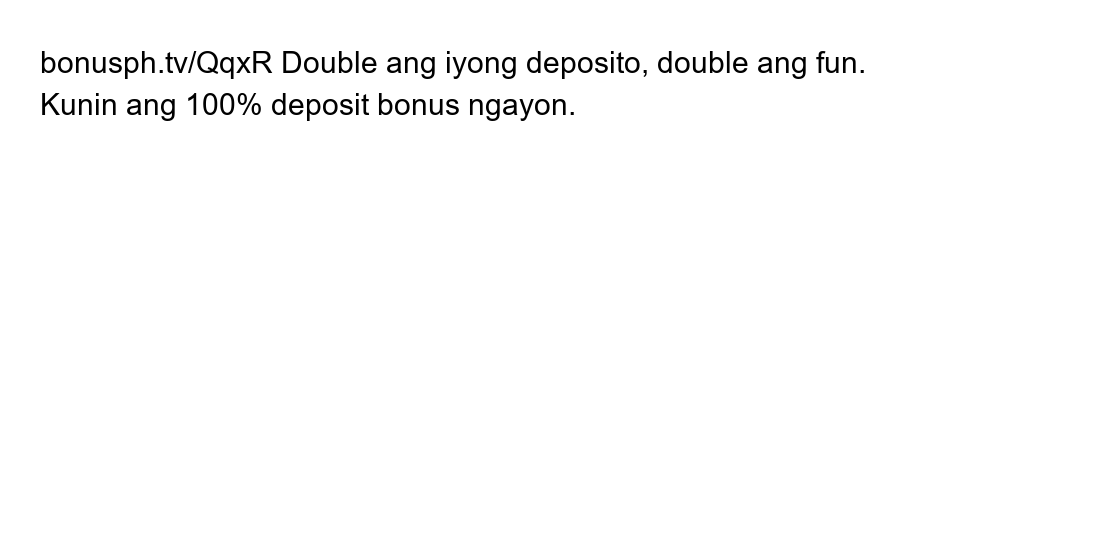 bonusph.tv/QqxR Double ang iyong deposito, double ang fun.
Kunin ang 100% deposit bonus ngayon.